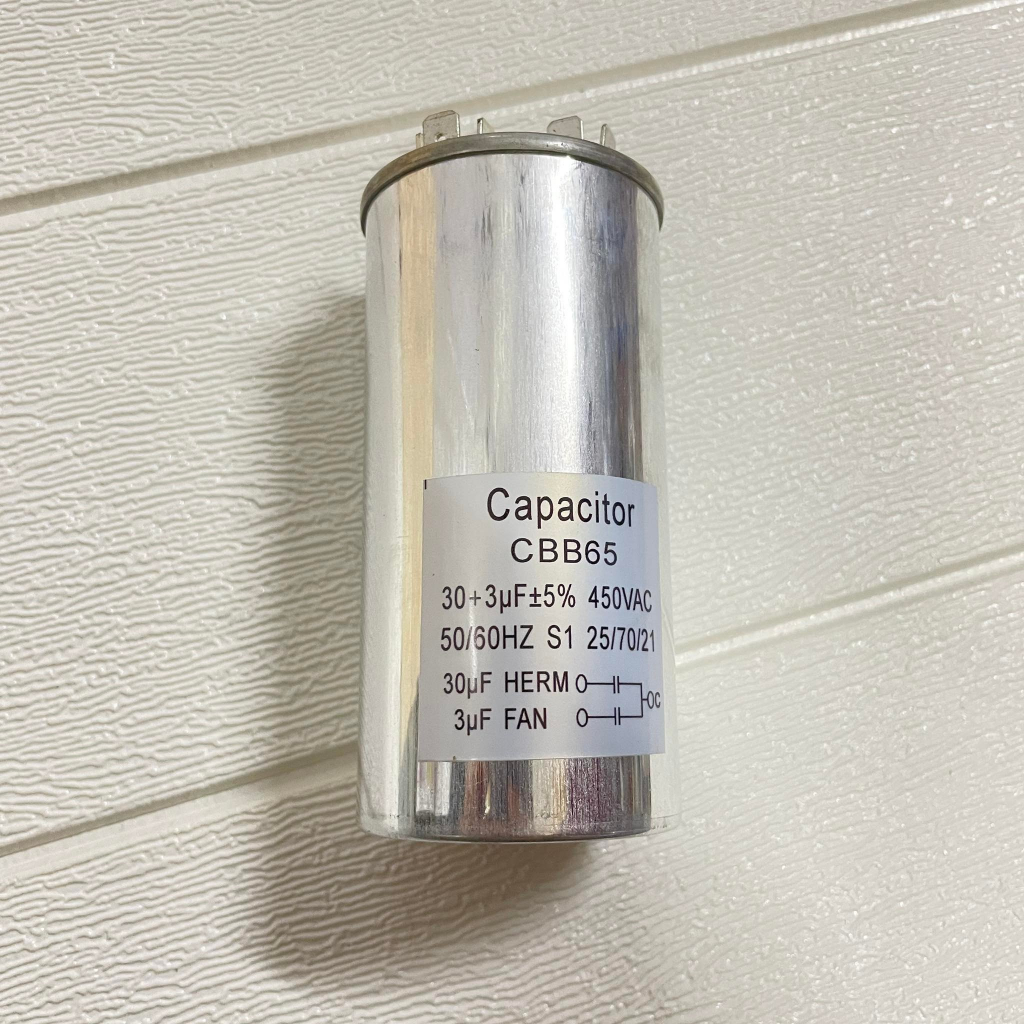 Capacitor
CBB65
30+3µF±5% 450VAC
50/60HZ S1 25/70/21
30µF HERM
C
3µF FAN